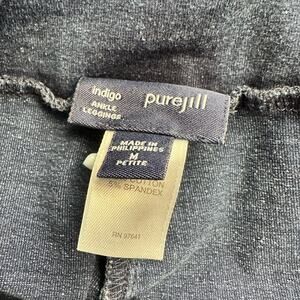 indigo
purejill
ANKLE
LEGGINGS
MADE IN
PHILIPPINES
M
PETITE
COTTON
5% SPANDEX
RN 97641